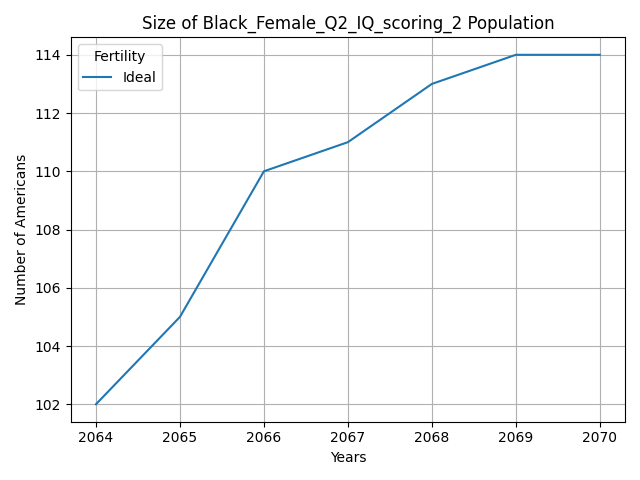 Size of Black_Female_Q2_IQ_scoring_2 Population
Fertility
Ideal
114
112
110
108
106
104
102
Number of Americans
2064 2065 2066 2067 2068 2069 2070
Years